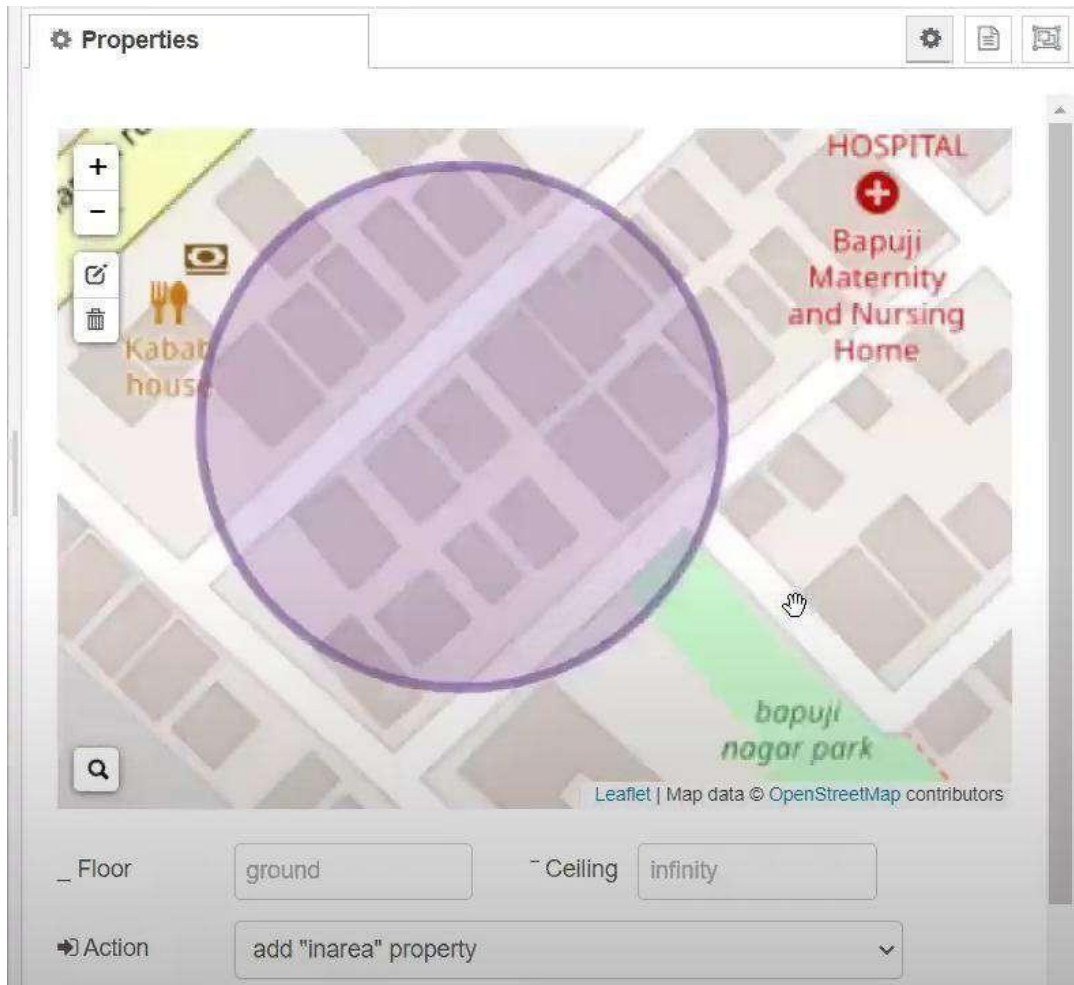 Properties
+
HOSPITAL
Bapuji
Maternity
and Nursing
Home
−
Kabab
house
bapuji
nagar park
Leaflet | Map data © OpenStreetMap contributors
_ Floor
ground
‾ Ceiling
infinity
Action
add "inarea" property